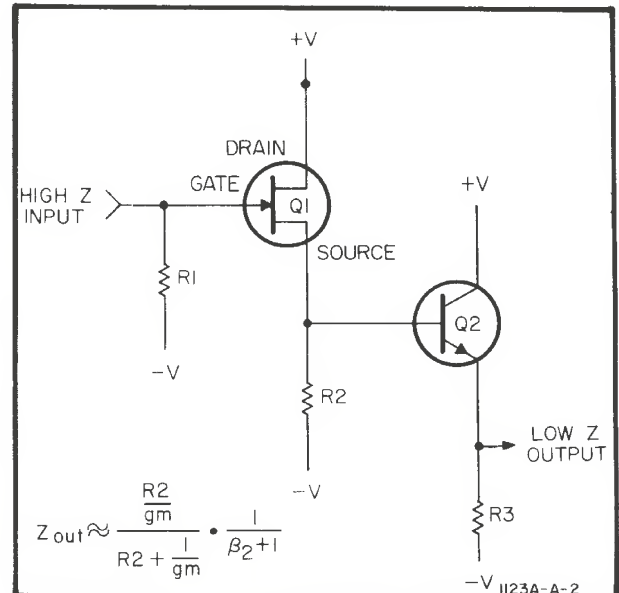 +V
DRAIN
GATE
HIGH Z
INPUT
Q1
+V
SOURCE
R1
Q2
-V
R2
LOW Z
OUTPUT
-V
R3
Z out ≈ (R2/gm)/(R2 + 1/gm) • 1/(β2+1)
-V
1123A-A-2